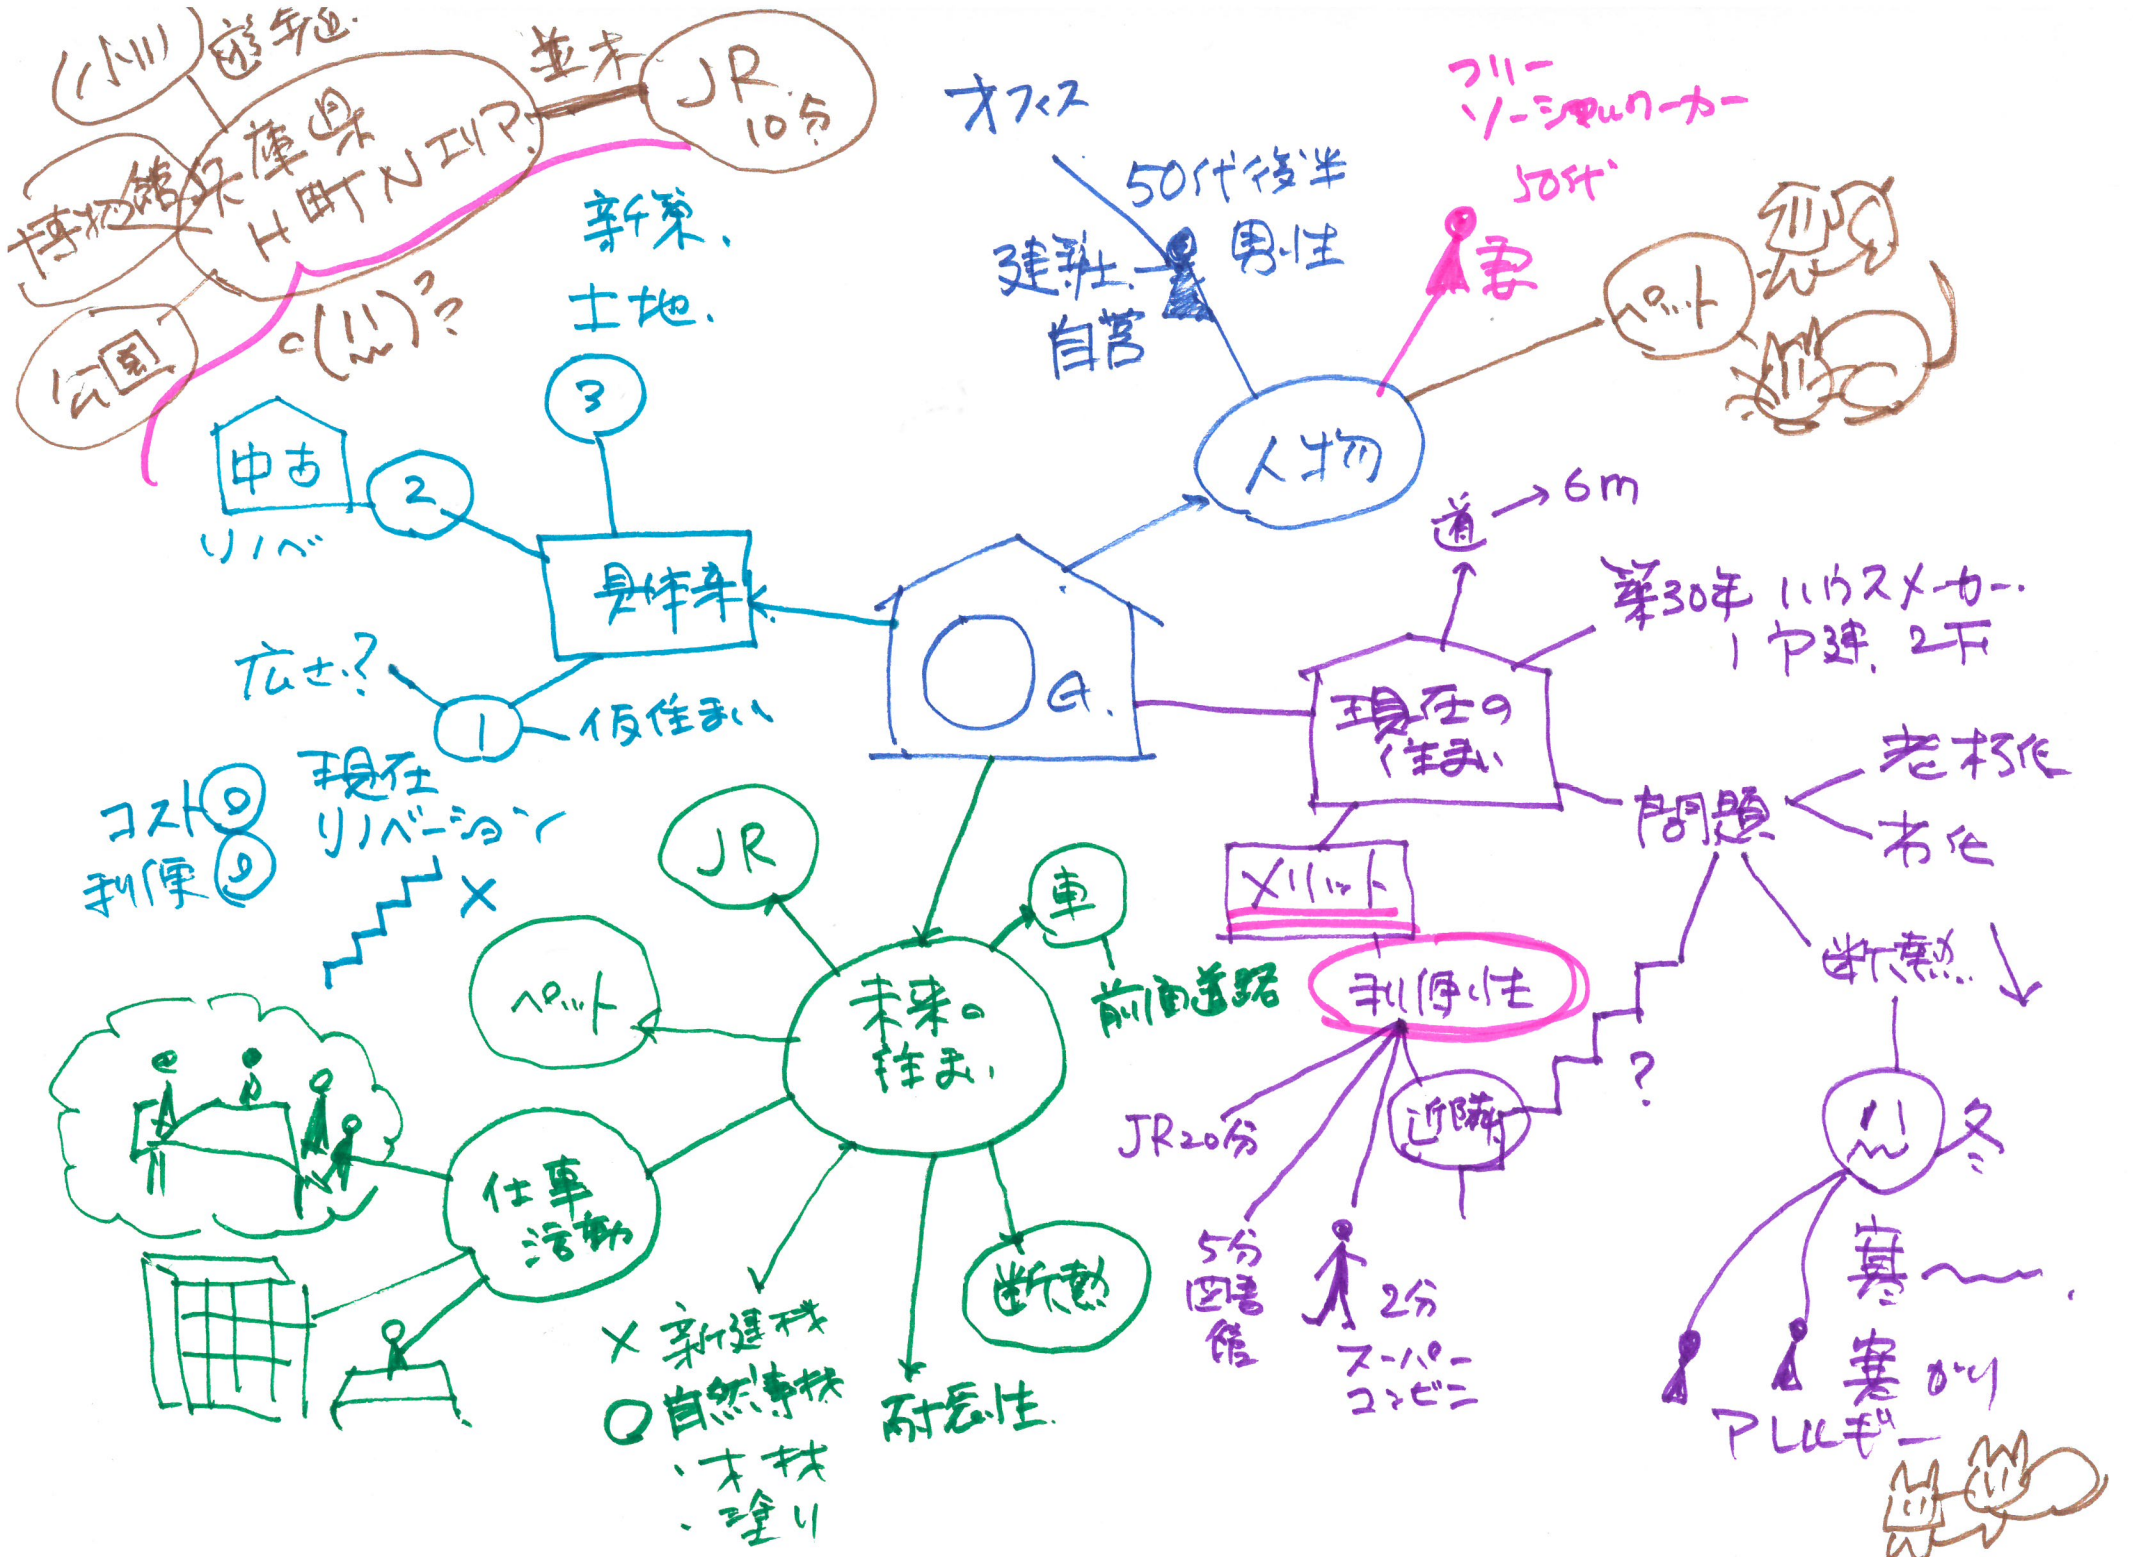 小川
遊歩道
並木
JR
10分
兵庫県
H町Nエリア
博物館
公園
?
?
新築.
土地.
3
中古
2
リノベ
具体案
広さ?
1
仮住まい
現在
リノベーション
コスト
利便
×
オフィス
50代後半
男性
建築士
自営
フリー
ソーシャルワーカー
50代
妻
ペット
人物
G.
道→6m
築30年 ハウスメーカー.
1戸建. 2F
現在の
住まい
問題
老朽化
劣化
断熱
メリット
利便性
JR20分
近隣
?
5分
図書
館
2分
スーパー
コンビニ
冬
寒〜
寒がり
アレルギー
JR
車
前面道路
ペット
未来の
住まい
仕事
活動
断熱
× 新建材
○ 自然素材
・木材
・塗り
耐震性.